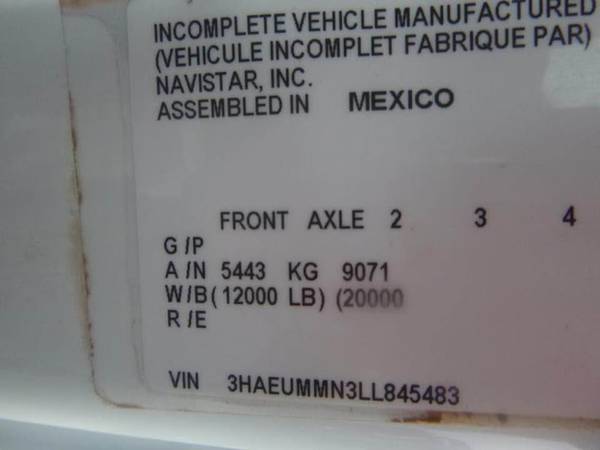 INCOMPLETE VEHICLE MANUFACTURED
(VEHICULE INCOMPLET FABRIQUE PAR)
NAVISTAR, INC.
ASSEMBLED IN MEXICO
FRONT AXLE 2 3 4
G/P
A/N 5443 KG 9071
W/B (12000 LB) (20000
R/E
VIN 3HAEUMMN3LL845483